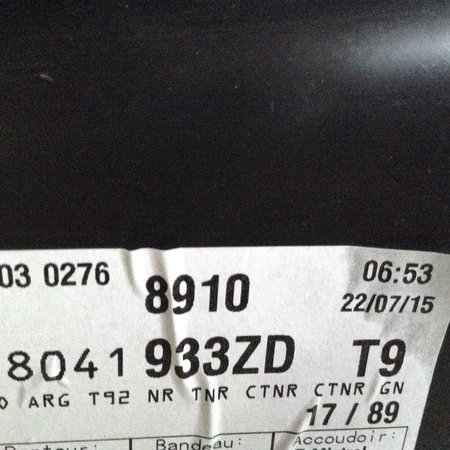 03 0276 8910 06:53
22/07/15
8041 933ZD T9
ARG T92 NR TNR CTNR CTNR GN
17 / 89
Bandeau: Accoudoir: